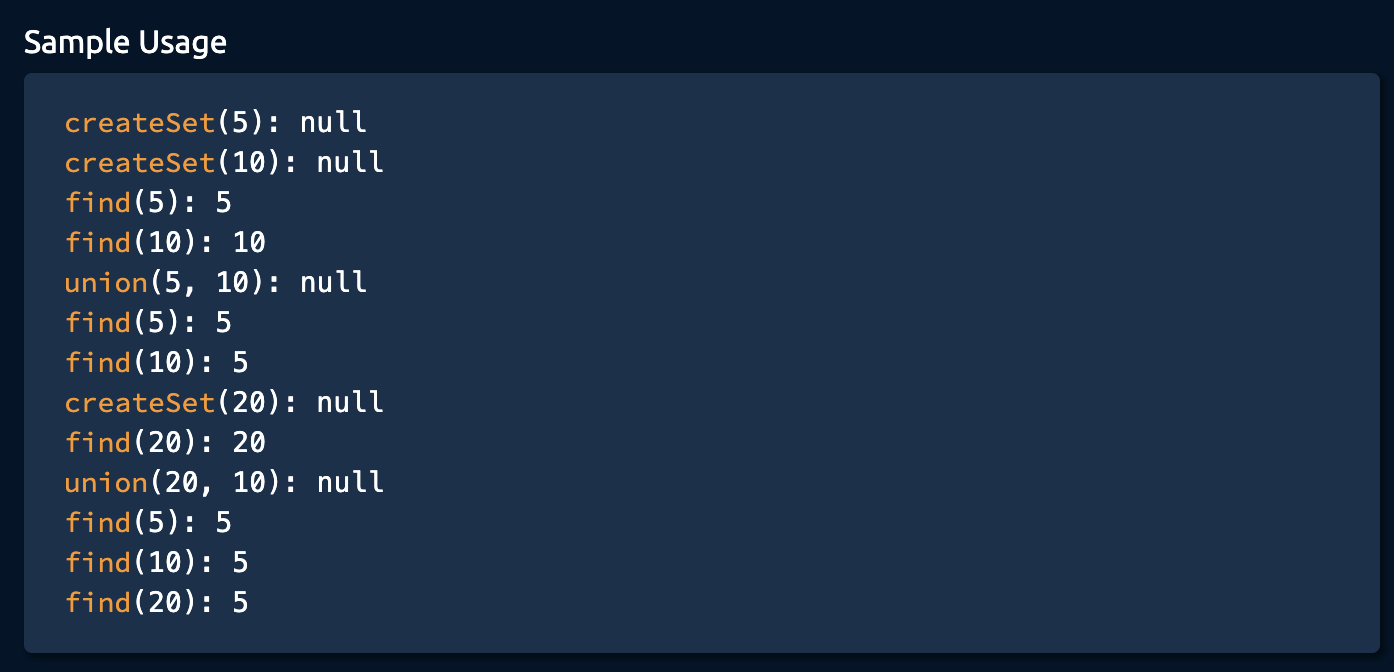 Sample Usage
createSet(5): null
createSet(10): null
find(5): 5
find(10): 10
union(5, 10): null
find(5): 5
find(10): 5
createSet(20): null
find(20): 20
union(20, 10): null
find(5): 5
find(10): 5
find(20): 5